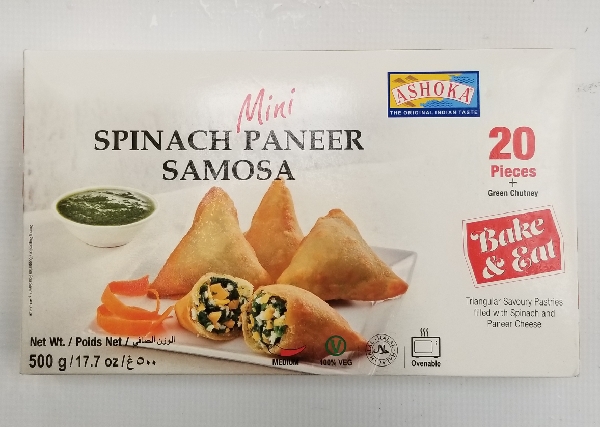 ASHOKA
THE ORIGINAL INDIAN TASTE
Mini
SPINACH PANEER
SAMOSA
20
Pieces
+
Green Chutney
Bake
& Eat
Triangular Savoury Pastries
filled with Spinach and
Paneer Cheese
Net Wt. / Poids Net / الوزن الصافي
500 g/17.7 oz/٥٠٠ غ
MEDIUM
100% VEG
Ovenable